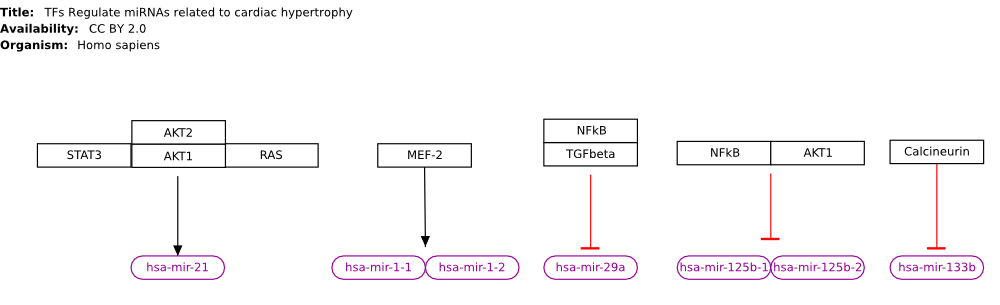 Title: TFs Regulate miRNAs related to cardiac hypertrophy
Availability: CC BY 2.0
Organism: Homo sapiens
AKT2
STAT3 AKT1 RAS
MEF-2
NFkB
TGFbeta
NFkB AKT1
Calcineurin
hsa-mir-21 hsa-mir-1-1 hsa-mir-1-2 hsa-mir-29a hsa-mir-125b-1 hsa-mir-125b-2 hsa-mir-133b